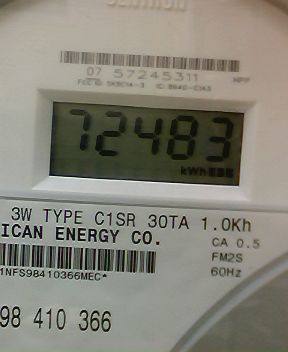 CENTRON
07 57245311
72483
kWh
3W TYPE C1SR 30TA 1.0Kh
ICAN ENERGY CO.
CA 0.5
FM2S
60Hz
1NFS98410366MEC*
98 410 366